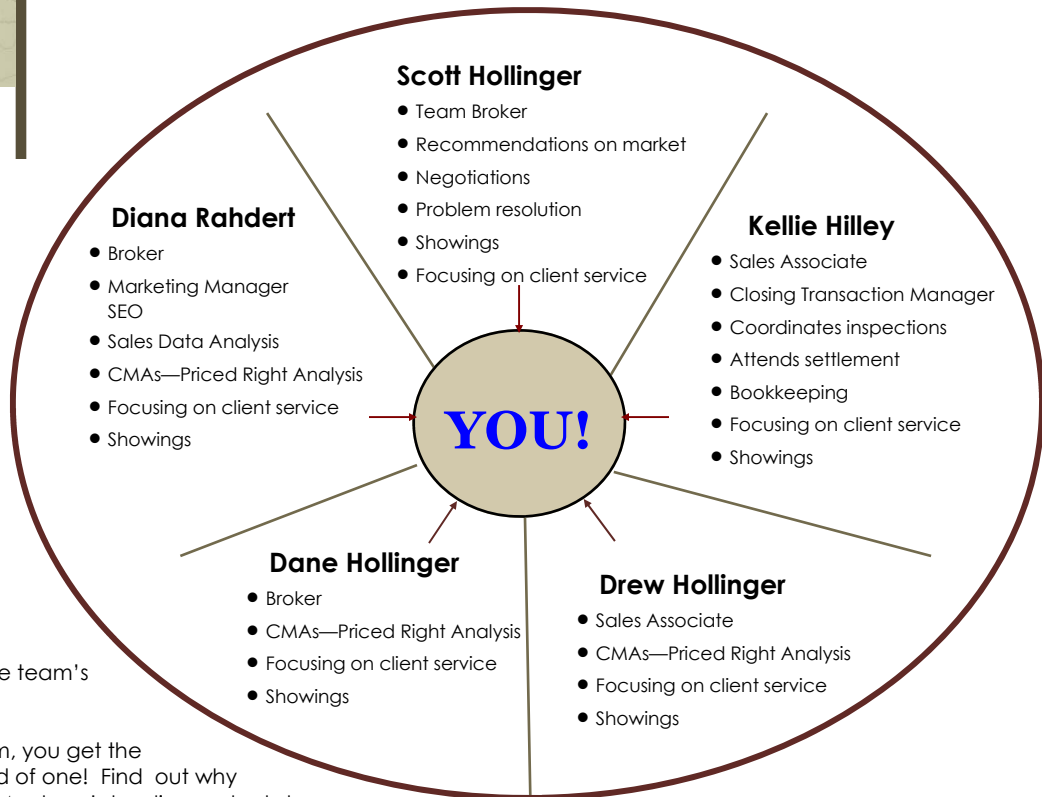 Scott Hollinger
• Team Broker
• Recommendations on market
• Negotiations
• Problem resolution
• Showings
• Focusing on client service
Diana Rahdert
• Broker
• Marketing Manager
SEO
• Sales Data Analysis
• CMAs—Priced Right Analysis
• Focusing on client service
• Showings
Kellie Hilley
• Sales Associate
• Closing Transaction Manager
• Coordinates inspections
• Attends settlement
• Bookkeeping
• Focusing on client service
• Showings
YOU!
Dane Hollinger
• Broker
• CMAs—Priced Right Analysis
• Focusing on client service
• Showings
Drew Hollinger
• Sales Associate
• CMAs—Priced Right Analysis
• Focusing on client service
• Showings
team's
you get the
of one! Find out why